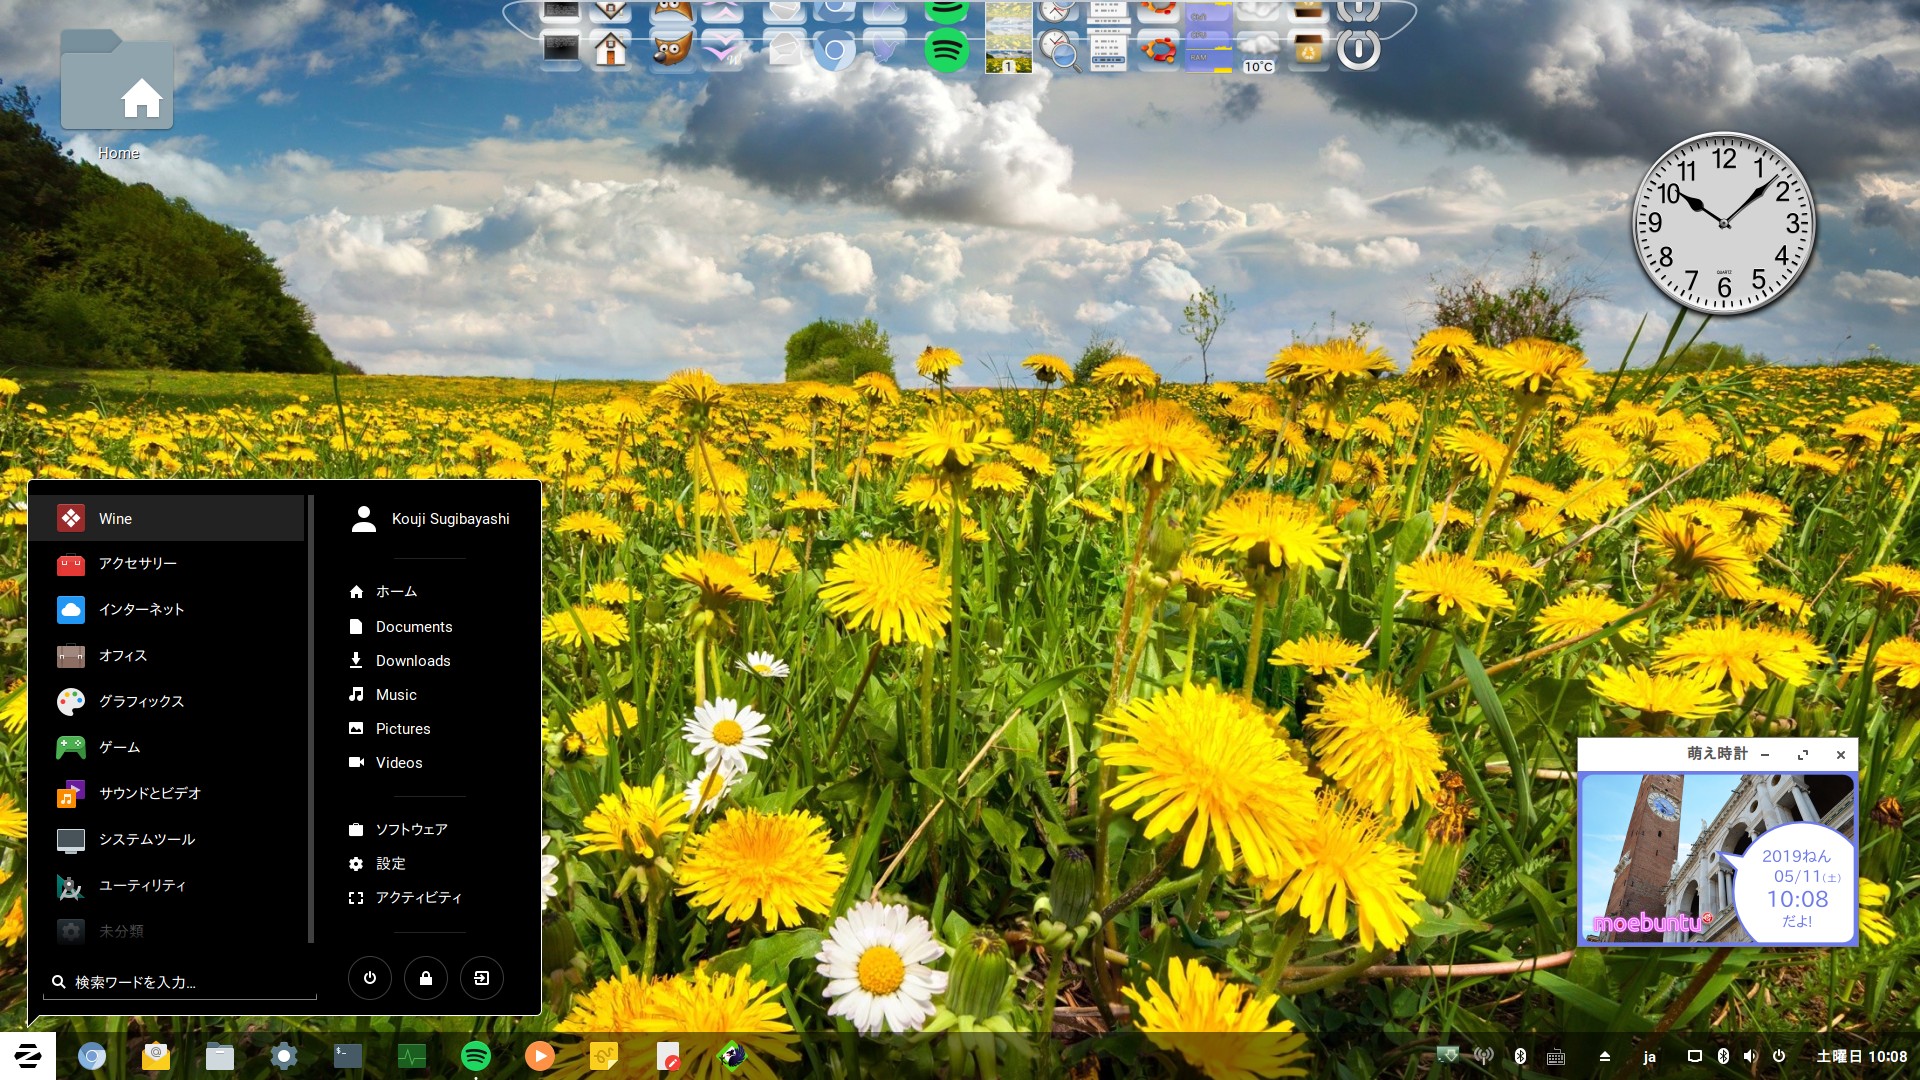 Home
CPU
RAM
1
10°C
12
1
2
3
4
5
6
7
8
9
10
11
QUARTZ
Wine
アクセサリー
インターネット
オフィス
グラフィックス
ゲーム
サウンドとビデオ
システムツール
ユーティリティ
未分類
検索ワードを入力...
Kouji Sugibayashi
ホーム
Documents
Downloads
Music
Pictures
Videos
ソフトウェア
設定
アクティビティ
萌え時計
2019ねん
05/11(土)
10:08
だよ!
moebuntu
ja
土曜日 10:08